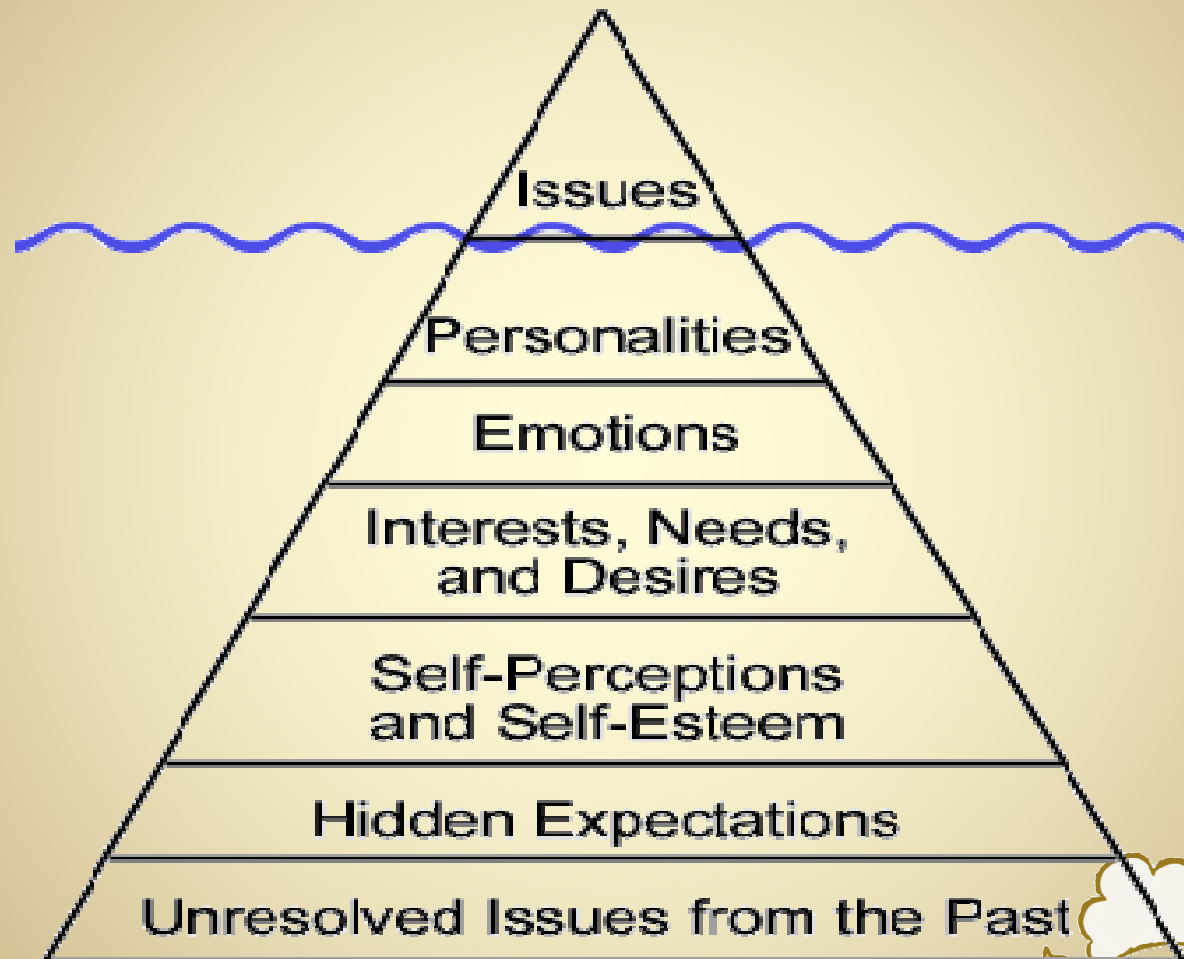 Issues
Personalities
Emotions
Interests, Needs,
and Desires
Self-Perceptions
and Self-Esteem
Hidden Expectations
Unresolved Issues from the Past